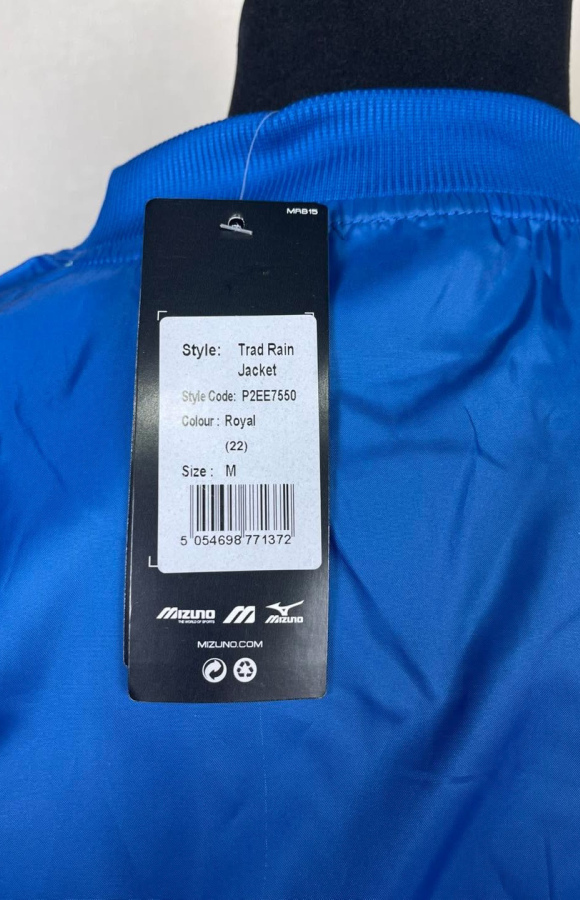 MRB15
Style: Trad Rain
Jacket
Style Code: P2EE7550
Colour : Royal
(22)
Size : M
5 054698 771372
MIZUNO
THE WORLD OF SPORTS
MIZUNO
MIZUNO.COM